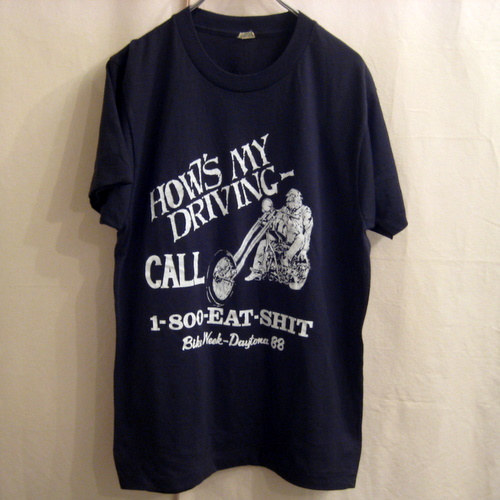 HOW'S MY
DRIVING-
CALL
1-800-EAT-SHIT
Bike Week-Daytona 88